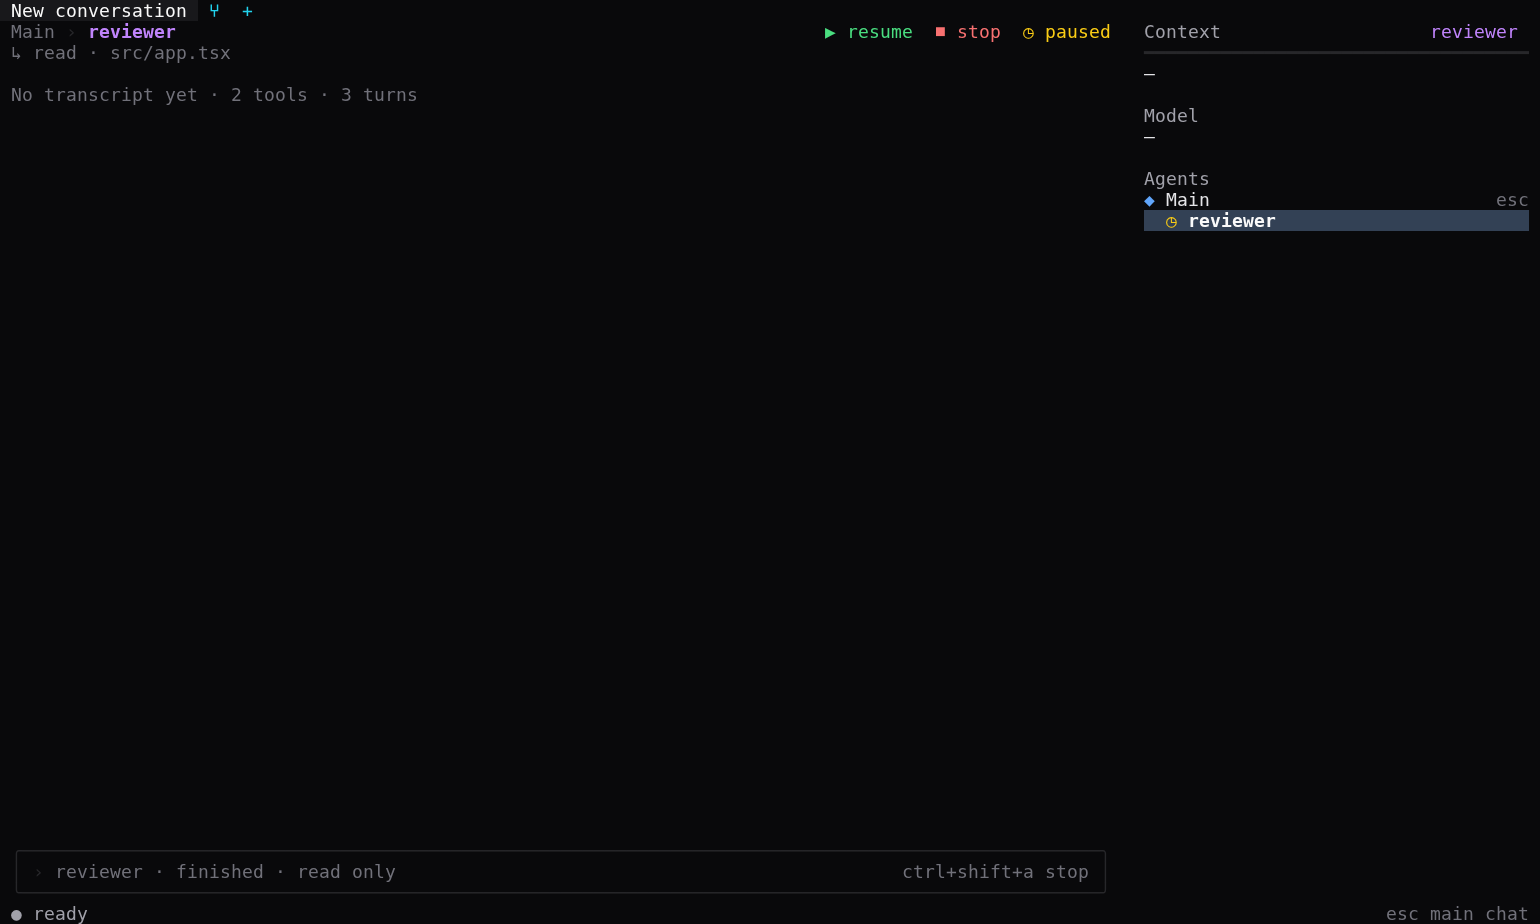 New conversation ⑂ +
Main › reviewer ▶ resume ■ stop ◷ paused
↳ read · src/app.tsx
No transcript yet · 2 tools · 3 turns
› reviewer · finished · read only ctrl+shift+a stop
● ready esc main chat
Context reviewer
—
Model
—
Agents
◆ Main esc
◷ reviewer